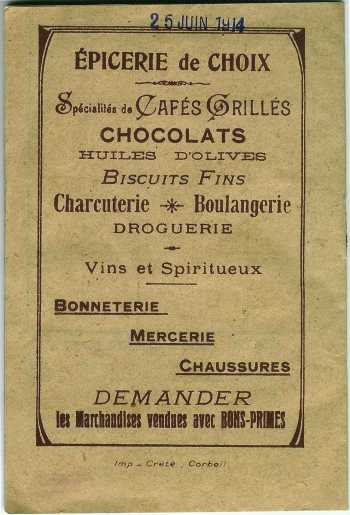 25 JUIN 1914
ÉPICERIE de CHOIX
Spécialités de CAFÉS GRILLÉS
CHOCOLATS
HUILES D'OLIVES
BISCUITS FINS
Charcuterie Boulangerie
DROGUERIE
Vins et Spiritueux
BONNETERIE
MERCERIE
CHAUSSURES
DEMANDER
les Marchandises vendues avec BONS-PRIMES
Imp - Crété, Corbeil